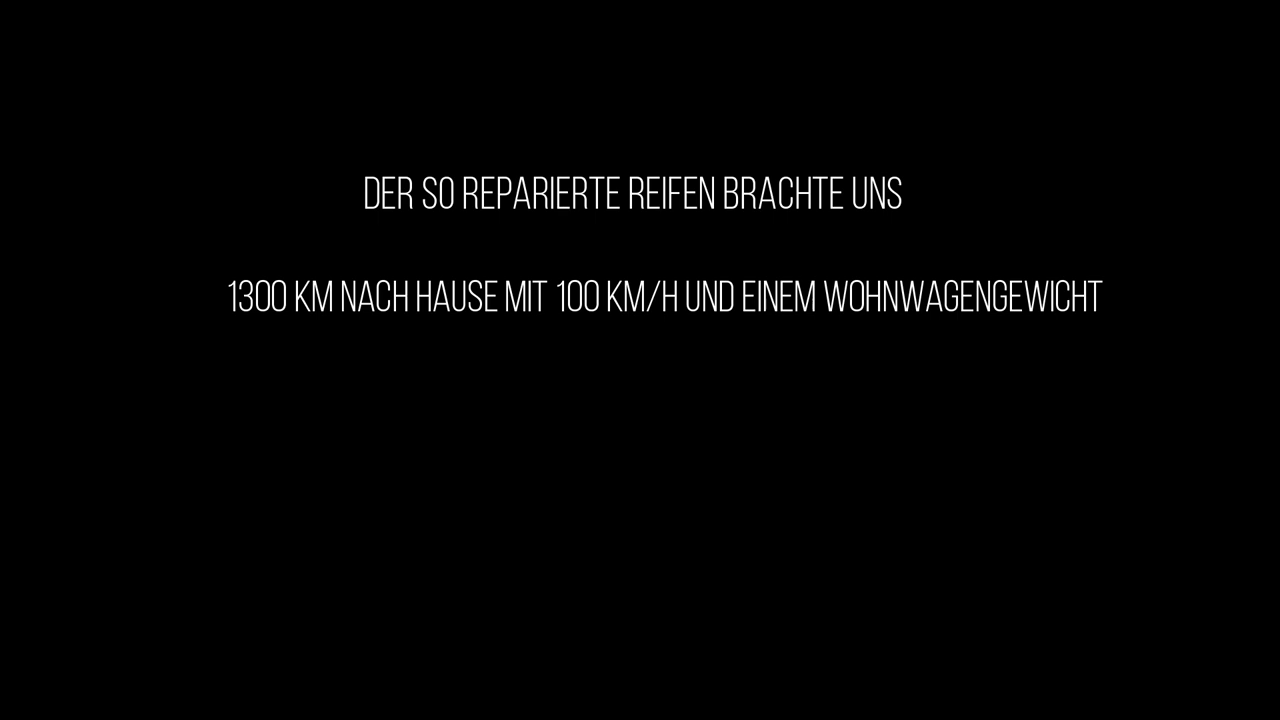 DER SO REPARIERTE REIFEN BRACHTE UNS
1300 KM NACH HAUSE MIT 100 KM/H UND EINEM WOHNWAGENGEWICHT